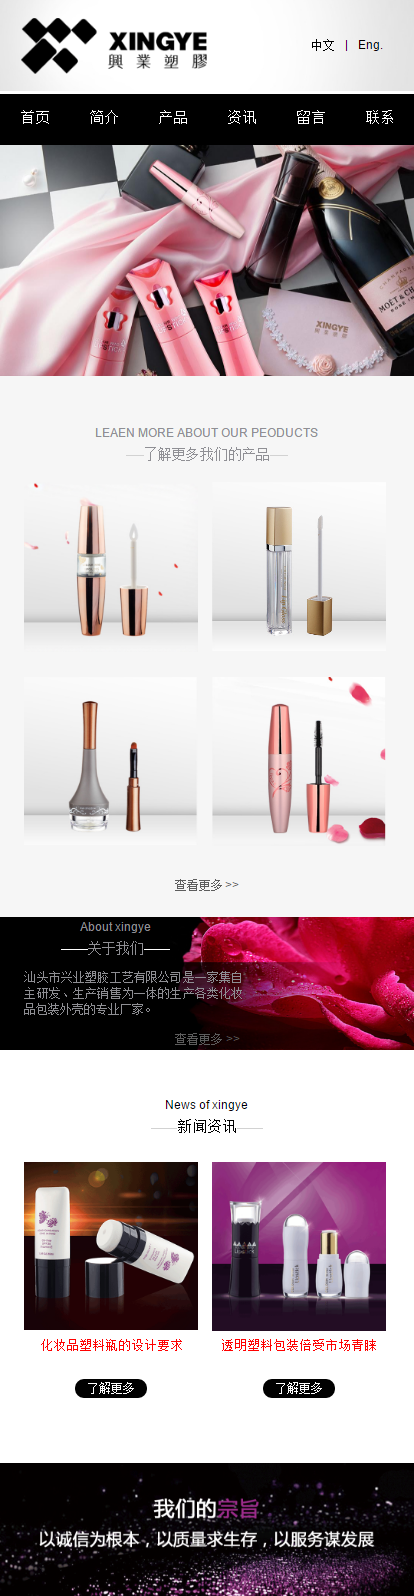 XINGYE
興業塑膠
中文 | Eng.
首页 简介 产品 资讯 留言 联系
MOËT & CH
XINGYE
興業塑膠
LEAEN MORE ABOUT OUR PEODUCTS
了解更多我们的产品
查看更多 >>
About xingye
关于我们
汕头市兴业塑胶工艺有限公司是一家集自
主研发、生产销售为一体的生产各类化妆
品包装外壳的专业厂家。
查看更多 >>
News of xingye
新闻资讯
化妆品塑料瓶的设计要求
透明塑料包装倍受市场青睐
了解更多
了解更多
我们的宗旨
以诚信为根本，以质量求生存，以服务谋发展